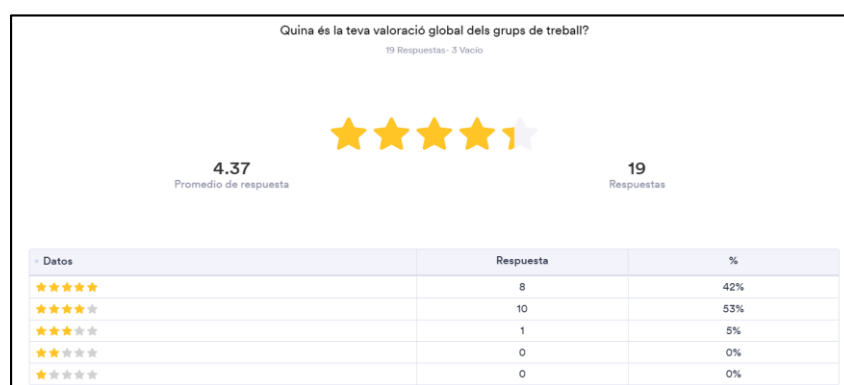 Quina és la teva valoració global dels grups de treball?
19 Respuestas- 3 Vacío
4.37
Promedio de respuesta
19
Respuestas
Datos Respuesta %
8 42%
10 53%
1 5%
0 0%
0 0%